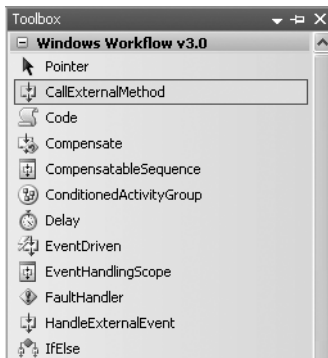 Toolbox
Windows Workflow v3.0
Pointer
CallExternalMethod
Code
Compensate
CompensatableSequence
ConditionedActivityGroup
Delay
EventDriven
EventHandlingScope
FaultHandler
HandleExternalEvent
IfElse